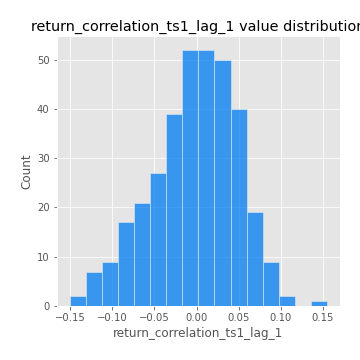 return_correlation_ts1_lag_1 value distribution
50
40
30
20
10
0
Count
−0.15 −0.10 −0.05 0.00 0.05 0.10 0.15
return_correlation_ts1_lag_1